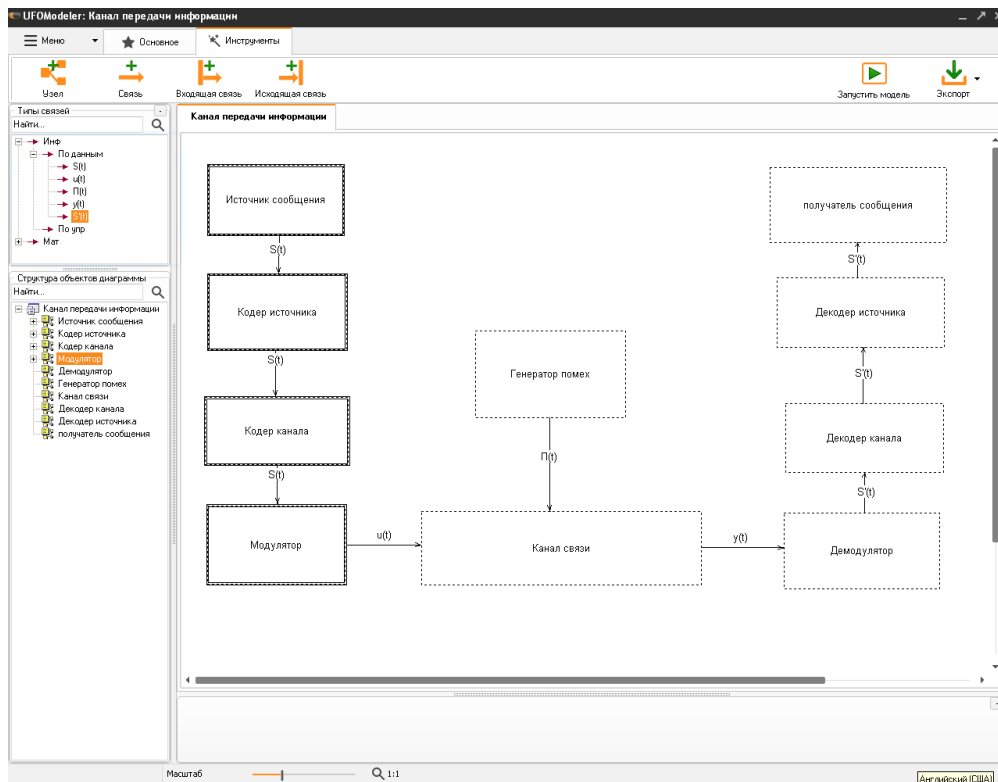 UFOModeler: Канал передачи информации
Меню
Основное
Инструменты
Узел
Связь
Входящая связь
Исходящая связь
Запустить модель
Экспорт
Типы связей
Найти...
Инф
По данным
S(t)
u(t)
П(t)
y(t)
S'(t)
По упр
Мат
Структура объектов диаграммы
Найти...
Канал передачи информации
Источник сообщения
Кодер источника
Кодер канала
Модулятор
Демодулятор
Генератор помех
Канал связи
Декодер канала
Декодер источника
получатель сообщения
Канал передачи информации
Источник сообщения
S(t)
Кодер источника
S(t)
Кодер канала
S(t)
Модулятор
u(t)
Генератор помех
П(t)
Канал связи
y(t)
Демодулятор
S'(t)
Декодер канала
S'(t)
Декодер источника
S'(t)
получатель сообщения
Масштаб
1:1
Английский (США)